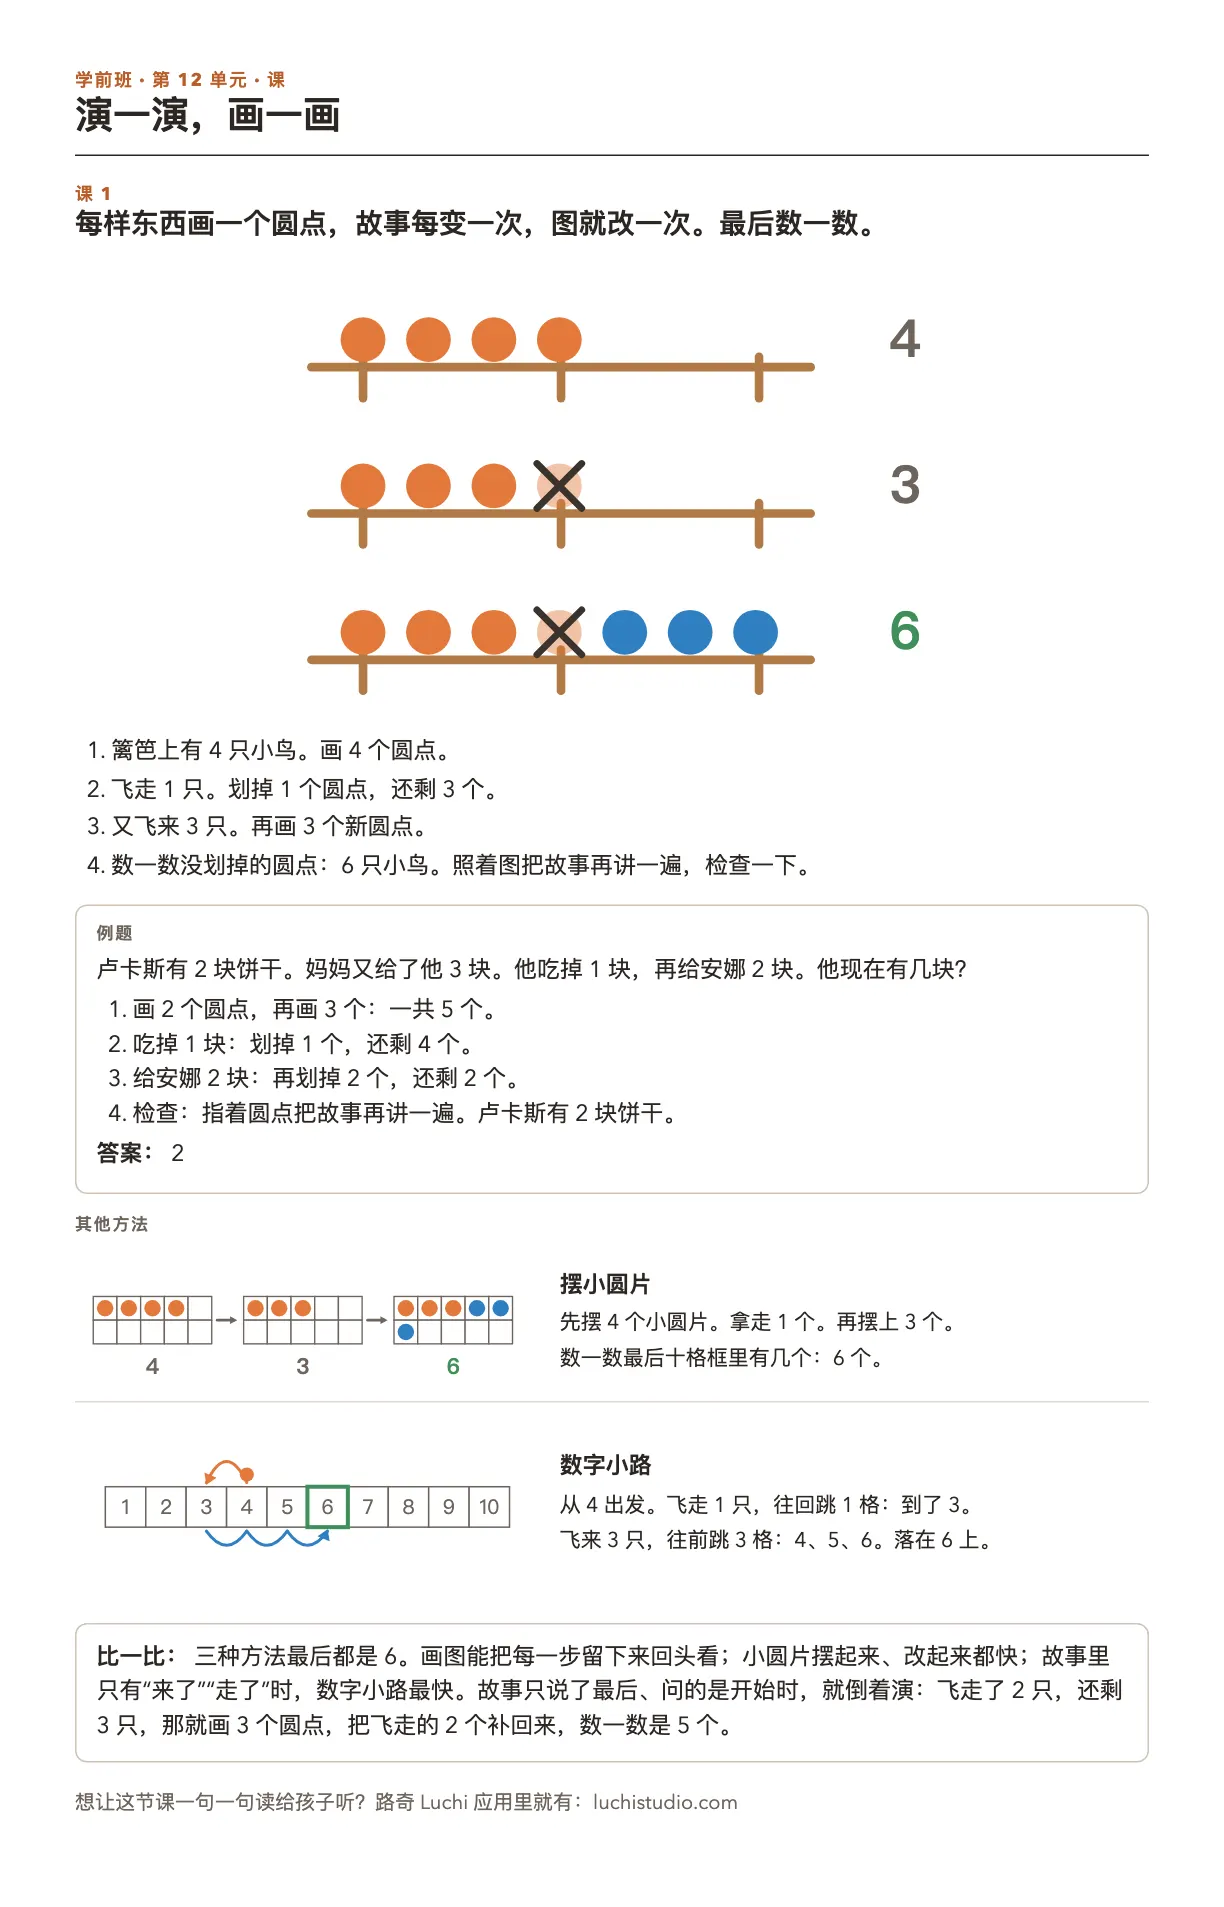 学前班 · 第 12 单元 · 课
演一演，画一画
课 1
每样东西画一个圆点，故事每变一次，图就改一次。最后数一数。
4
3
6
1. 篱笆上有 4 只小鸟。画 4 个圆点。
2. 飞走 1 只。划掉 1 个圆点，还剩 3 个。
3. 又飞来 3 只。再画 3 个新圆点。
4. 数一数没划掉的圆点：6 只小鸟。照着图把故事再讲一遍，检查一下。
例题
卢卡斯有 2 块饼干。妈妈又给了他 3 块。他吃掉 1 块，再给安娜 2 块。他现在有几块？
1. 画 2 个圆点，再画 3 个：一共 5 个。
2. 吃掉 1 块：划掉 1 个，还剩 4 个。
3. 给安娜 2 块：再划掉 2 个，还剩 2 个。
4. 检查：指着圆点把故事再讲一遍。卢卡斯有 2 块饼干。
答案： 2
其他方法
4 3 6
摆小圆片
先摆 4 个小圆片。拿走 1 个。再摆上 3 个。
数一数最后十格框里有几个：6 个。
1 2 3 4 5 6 7 8 9 10
数字小路
从 4 出发。飞走 1 只，往回跳 1 格：到了 3。
飞来 3 只，往前跳 3 格：4、5、6。落在 6 上。
比一比： 三种方法最后都是 6。画图能把每一步留下来回头看；小圆片摆起来、改起来都快；故事里
只有“来了”“走了”时，数字小路最快。故事只说了最后、问的是开始时，就倒着演：飞走了 2 只，还剩
3 只，那就画 3 个圆点，把飞走的 2 个补回来，数一数是 5 个。
想让这节课一句一句读给孩子听？路奇 Luchi 应用里就有：luchistudio.com